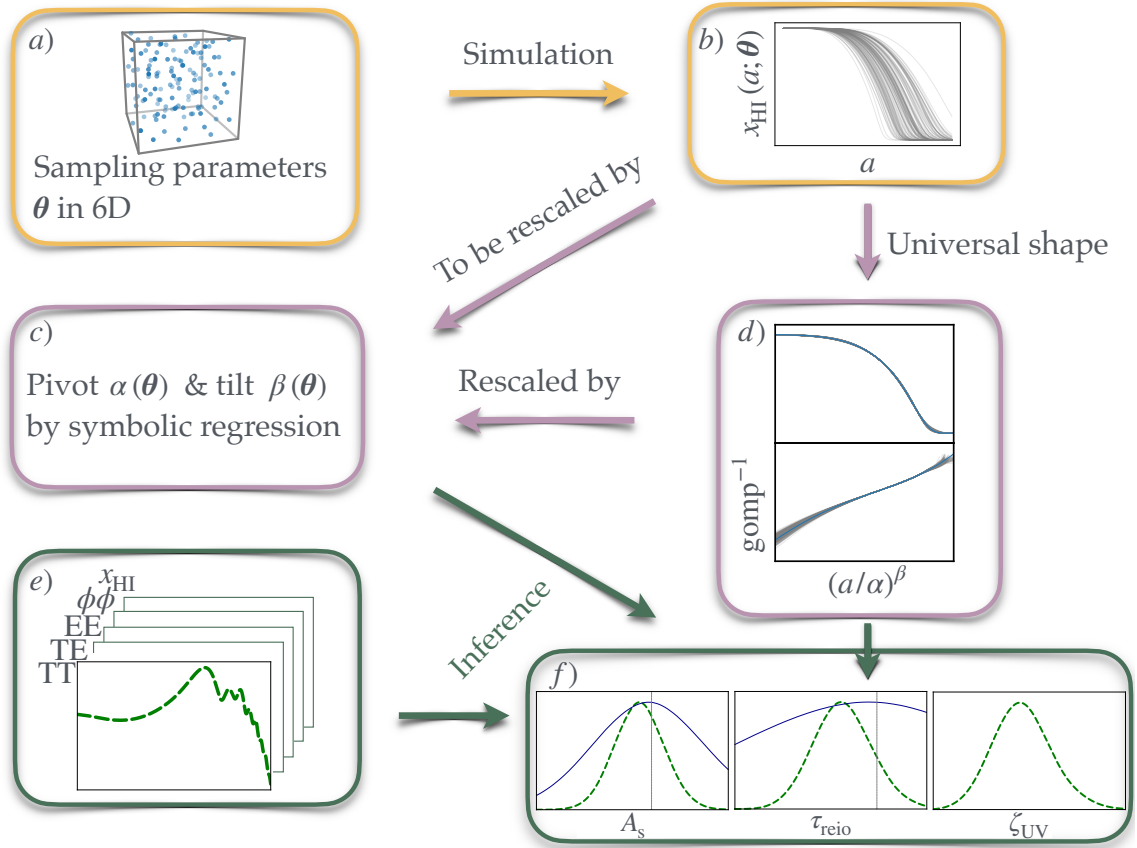 a)
Sampling parameters
θ in 6D
Simulation
b)
x_HI(a; θ)
a
To be rescaled by
Universal shape
c)
Pivot α(θ) & tilt β(θ)
by symbolic regression
Rescaled by
d)
gomp⁻¹
(a/α)^β
e)
x_HI
ϕϕ
EE
TE
TT
Inference
f)
A_s
τ_reio
ζ_UV